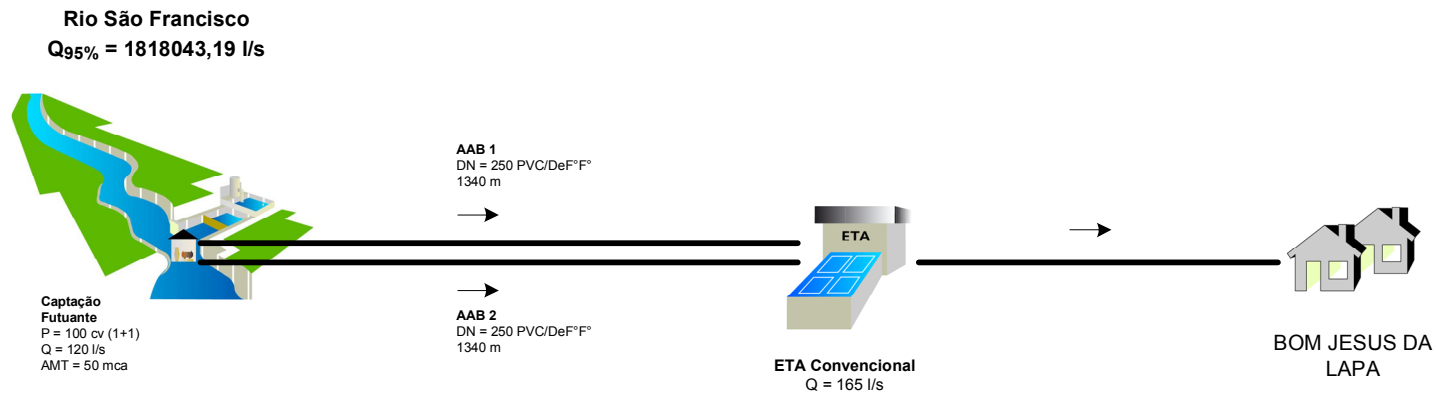 Rio São Francisco
Q95% = 1818043,19 l/s
AAB 1
DN = 250 PVC/DeF°F°
1340 m
ETA
Captação
Futuante
P = 100 cv (1+1)
Q = 120 l/s
AMT = 50 mca
AAB 2
DN = 250 PVC/DeF°F°
1340 m
ETA Convencional
Q = 165 l/s
BOM JESUS DA
LAPA